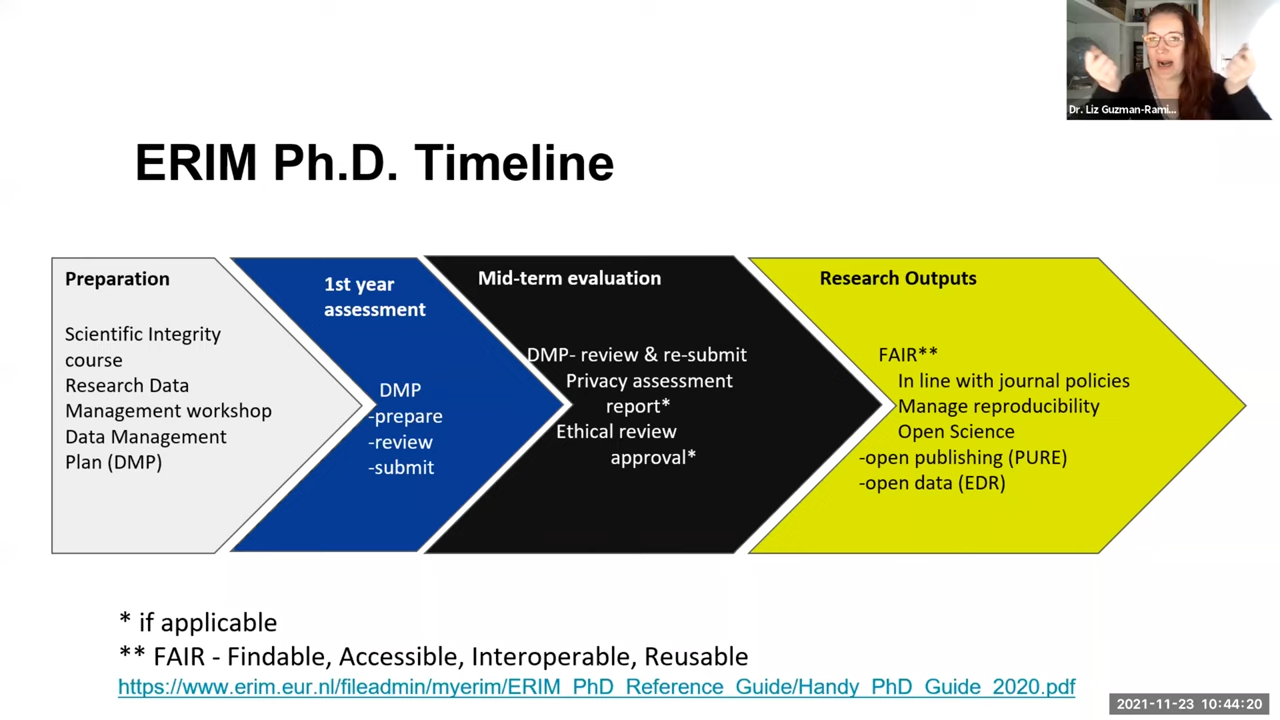 Dr. Liz Guzman-Rami...
ERIM Ph.D. Timeline
Preparation
Scientific Integrity
course
Research Data
Management workshop
Data Management
Plan (DMP)
1st year
assessment
DMP
-prepare
-review
-submit
Mid-term evaluation
DMP- review & re-submit
Privacy assessment
report*
Ethical review
approval*
Research Outputs
FAIR**
In line with journal policies
Manage reproducibility
Open Science
-open publishing (PURE)
-open data (EDR)
* if applicable
** FAIR - Findable, Accessible, Interoperable, Reusable
https://www.erim.eur.nl/fileadmin/myerim/ERIM_PhD_Reference_Guide/Handy_PhD_Guide_2020.pdf
2021-11-23 10:44:20